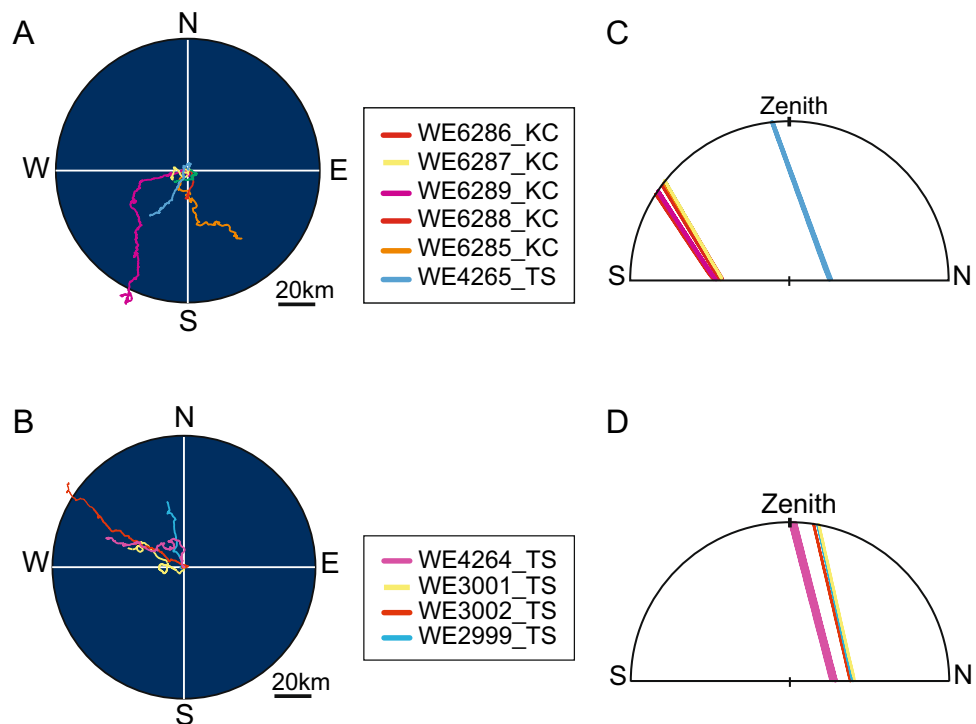 A
N
W
E
S
20km
WE6286_KC
WE6287_KC
WE6289_KC
WE6288_KC
WE6285_KC
WE4265_TS
C
Zenith
S
N
B
N
W
E
S
20km
WE4264_TS
WE3001_TS
WE3002_TS
WE2999_TS
D
Zenith
S
N